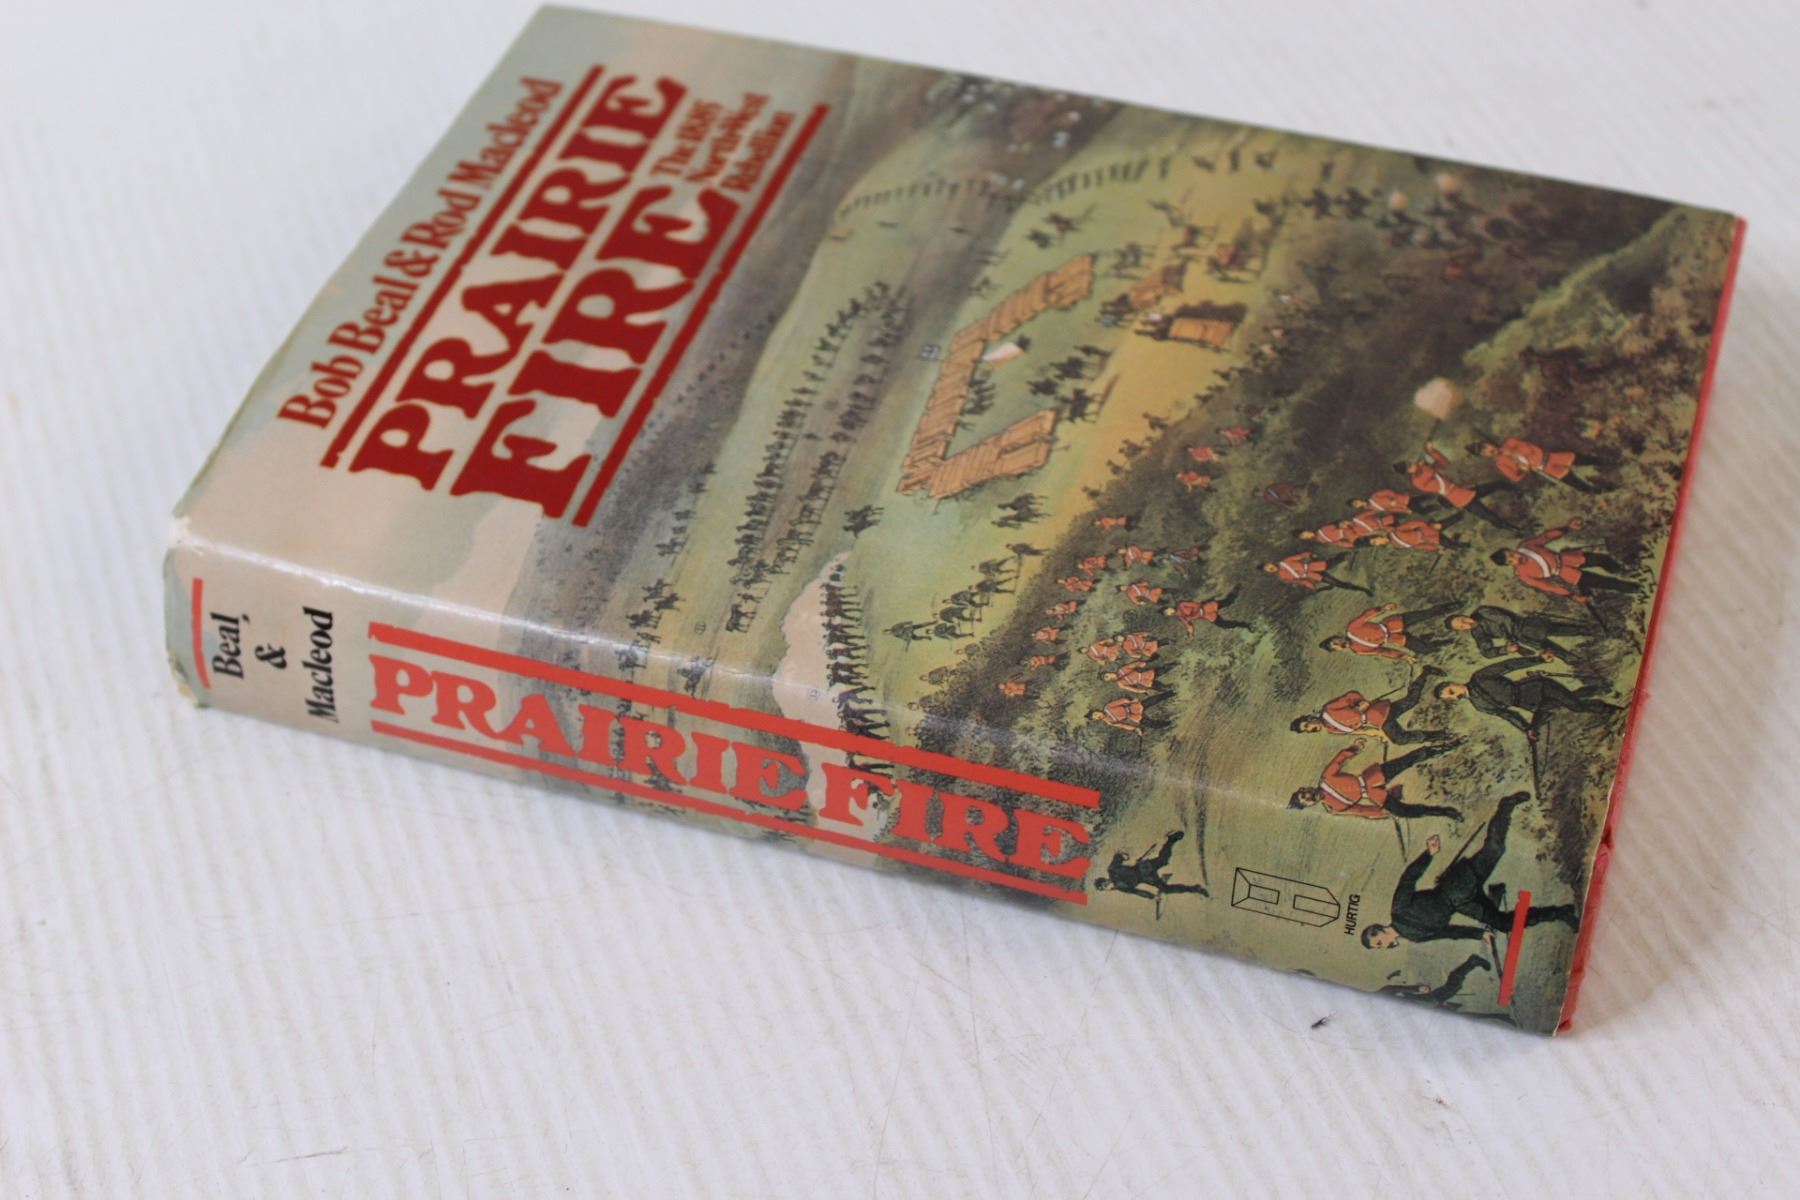 Bob Beal & Rod Macleod
PRAIRIE
FIRE
The 1885
North-West
Rebellion
Beal
&
Macleod
PRAIRIE FIRE
HURTIG